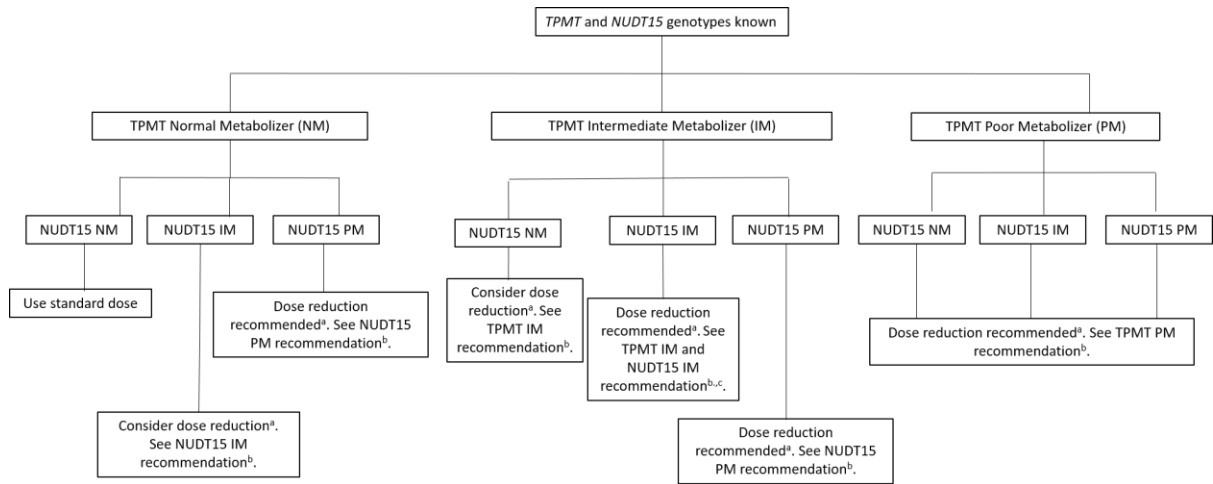 TPMT and NUDT15 genotypes known
TPMT Normal Metabolizer (NM)
TPMT Intermediate Metabolizer (IM)
TPMT Poor Metabolizer (PM)
NUDT15 NM
NUDT15 IM
NUDT15 PM
NUDT15 NM
NUDT15 IM
NUDT15 PM
NUDT15 NM
NUDT15 IM
NUDT15 PM
Use standard dose
Dose reduction
recommendedᵃ. See NUDT15
PM recommendationᵇ.
Consider dose reductionᵃ.
See NUDT15 IM
recommendationᵇ.
Consider dose
reductionᵃ. See
TPMT IM
recommendationᵇ.
Dose reduction
recommendedᵃ. See
TPMT IM and
NUDT15 IM
recommendationᵇ·,ᶜ.
Dose reduction
recommendedᵃ. See NUDT15
PM recommendationᵇ.
Dose reduction recommendedᵃ. See TPMT PM
recommendationᵇ.